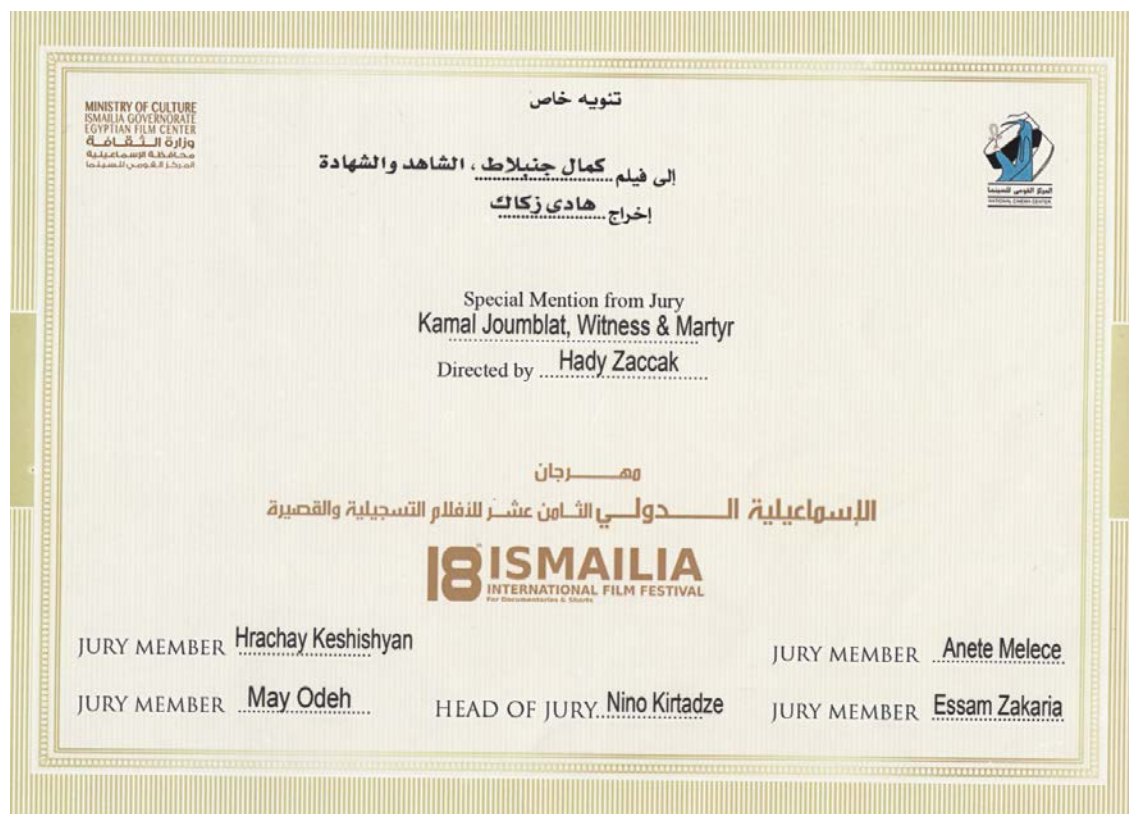 تنويه خاص
MINISTRY OF CULTURE
ISMAILIA GOVERNORATE
EGYPTIAN FILM CENTER
وزارة الثقافة
محافظة الإسماعيلية
المركز القومي للسينما
المركز القومي للسينما
NATIONAL CINEMA CENTER
إلى فيلم كمال جنبلاط، الشاهد والشهادة
إخراج هادي زكاك
Special Mention from Jury
Kamal Joumblat, Witness & Martyr
Directed by Hady Zaccak
مهرجان
الإسماعيلية الدولي الثامن عشر للأفلام التسجيلية والقصيرة
18 ISMAILIA
INTERNATIONAL FILM FESTIVAL
For Documentaries & Shorts
JURY MEMBER Hrachay Keshishyan
JURY MEMBER Anete Melece
JURY MEMBER May Odeh
HEAD OF JURY Nino Kirtadze
JURY MEMBER Essam Zakaria